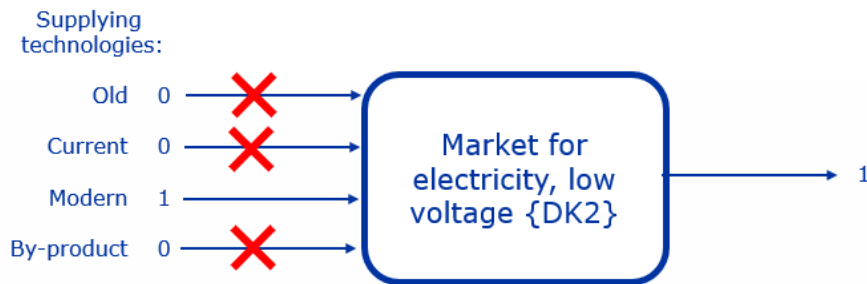 Supplying
technologies:
Old 0
Current 0
Modern 1
By-product 0
Market for
electricity, low
voltage {DK2}
1